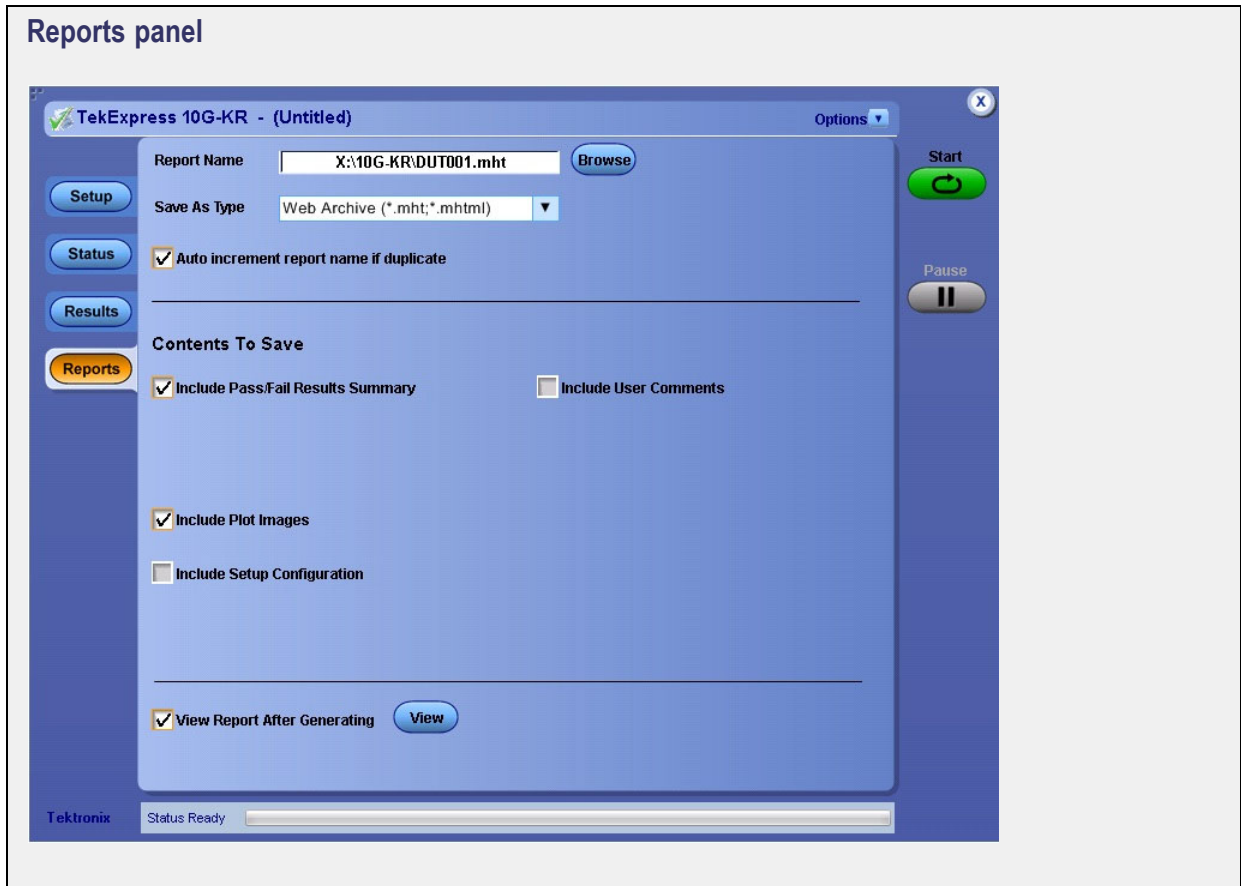 Reports panel
TekExpress 10G-KR - (Untitled)
Options
X
Report Name X:\10G-KR\DUT001.mht Browse
Start
Setup
Save As Type Web Archive (*.mht;*.mhtml)
Status
Auto increment report name if duplicate
Pause
Results
Contents To Save
Reports
Include Pass/Fail Results Summary Include User Comments
Include Plot Images
Include Setup Configuration
View Report After Generating View
Tektronix Status Ready